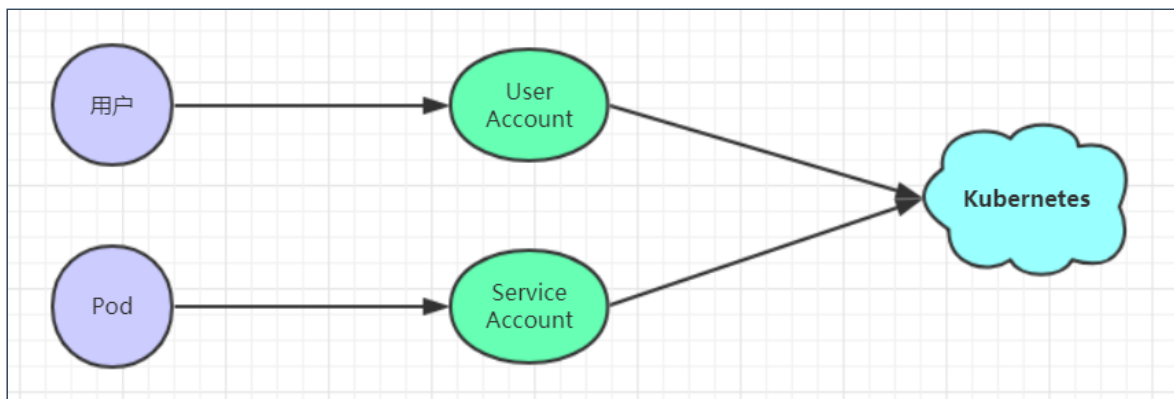 用户
User
Account
Kubernetes
Pod
Service
Account